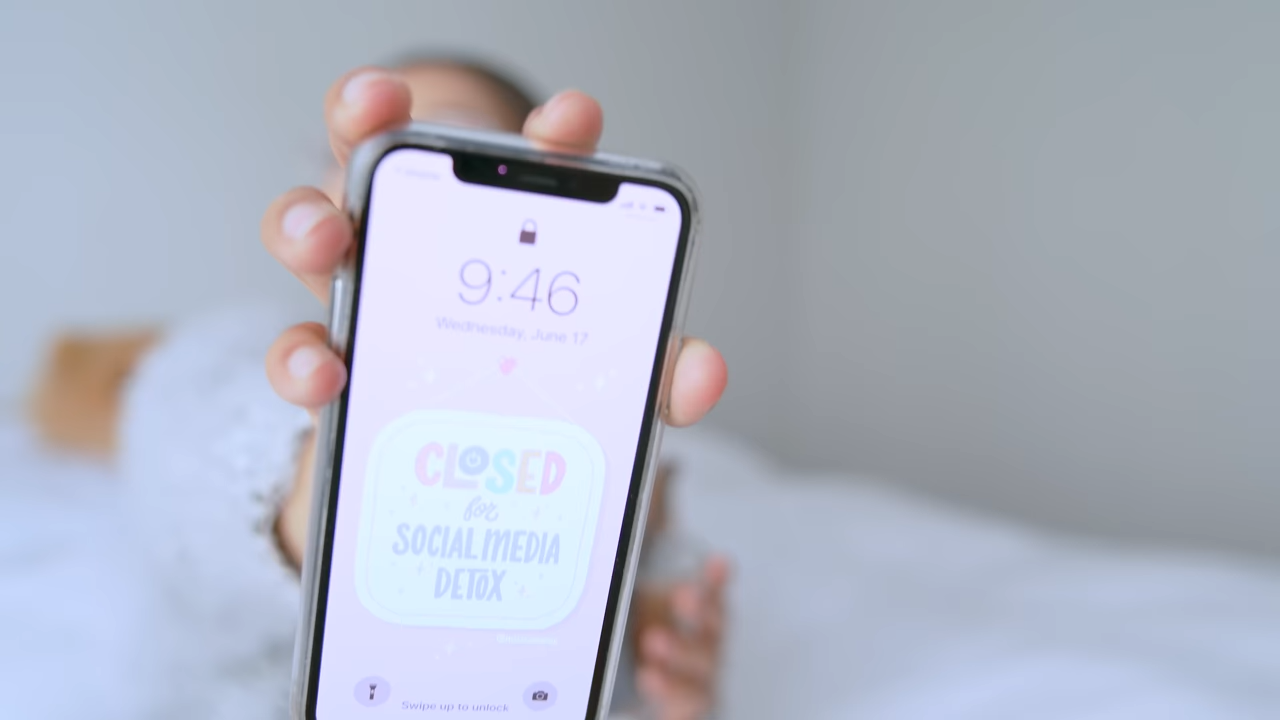 9:46
Wednesday, June 17
CLOSED
for
SOCIAL MEDIA
DETOX
Swipe up to unlock